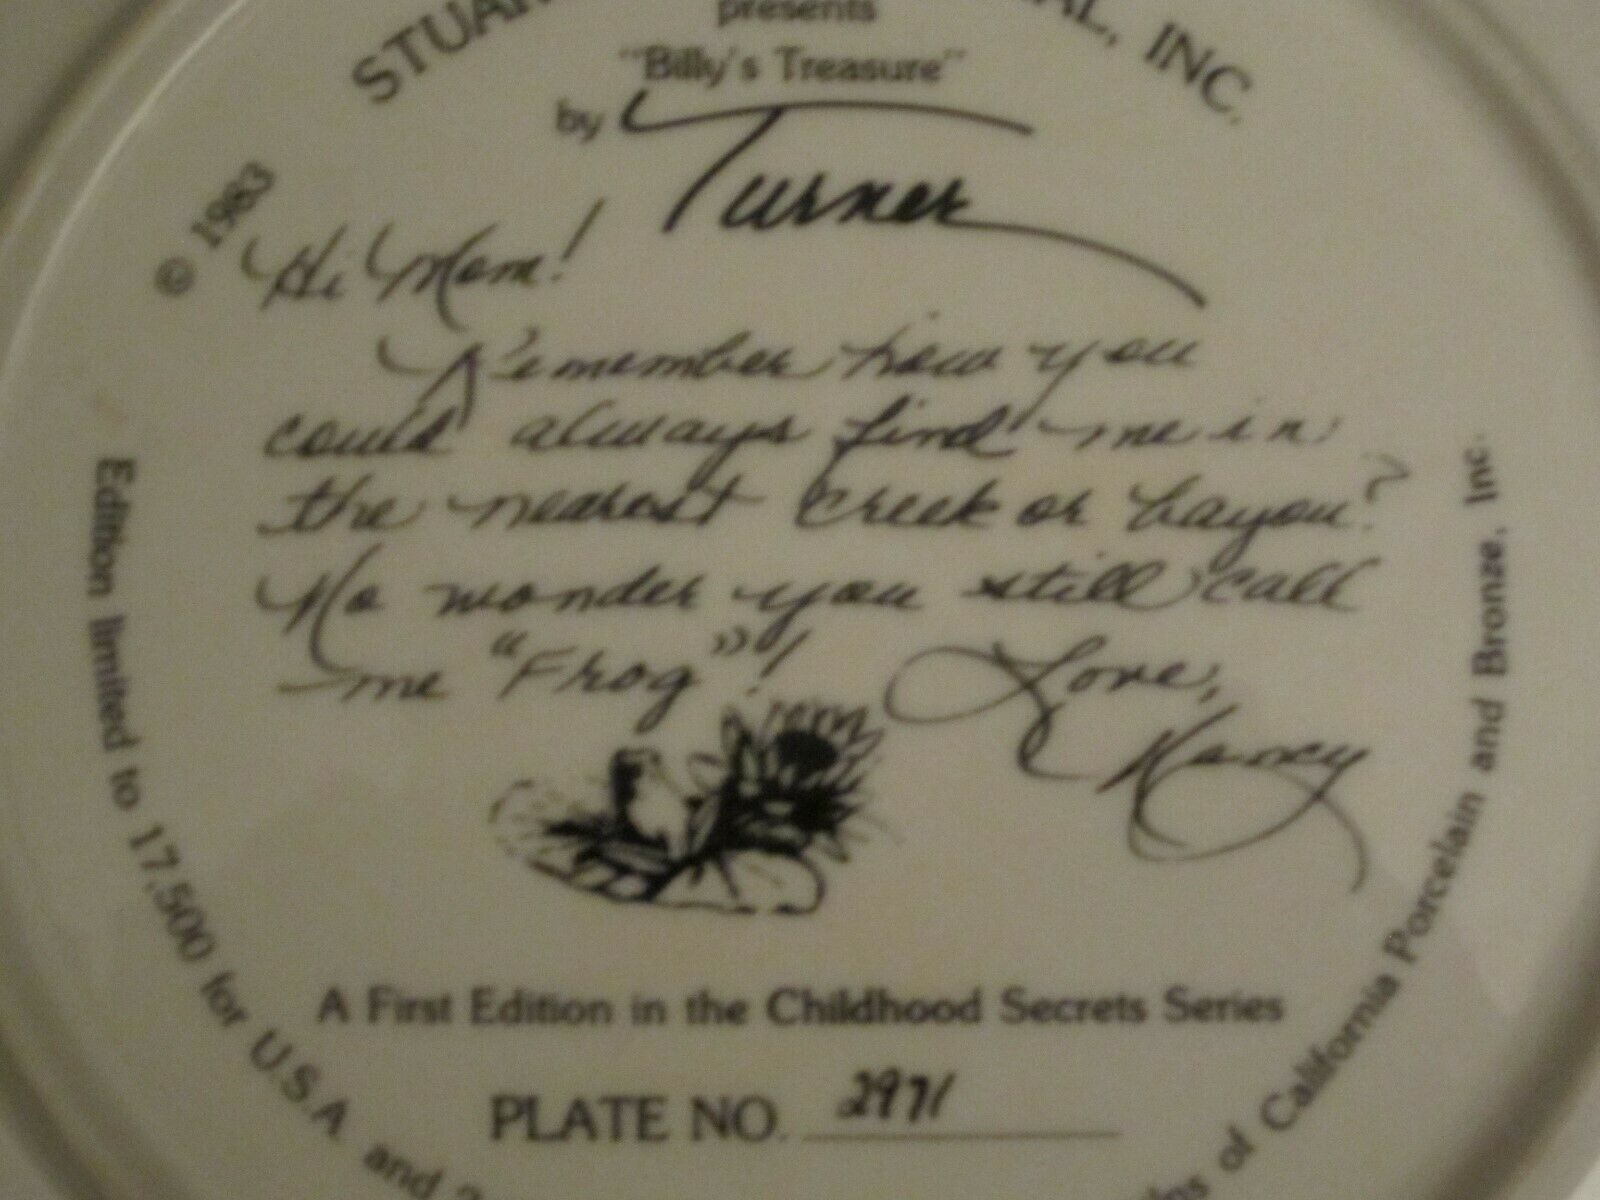 STUAR AL, INC.
presents
"Billy's Treasure"
by Turner
© 1983
Hi Mom!
Remember how you
could always find me in
the nearest creek or bayou?
No wonder you still call
me "Frog"! Love,
Nancy
A First Edition in the Childhood Secrets Series
PLATE NO. 2971
Edition limited to 17,500 for U.S.A. and
of California Porcelain and Bronze, Inc.